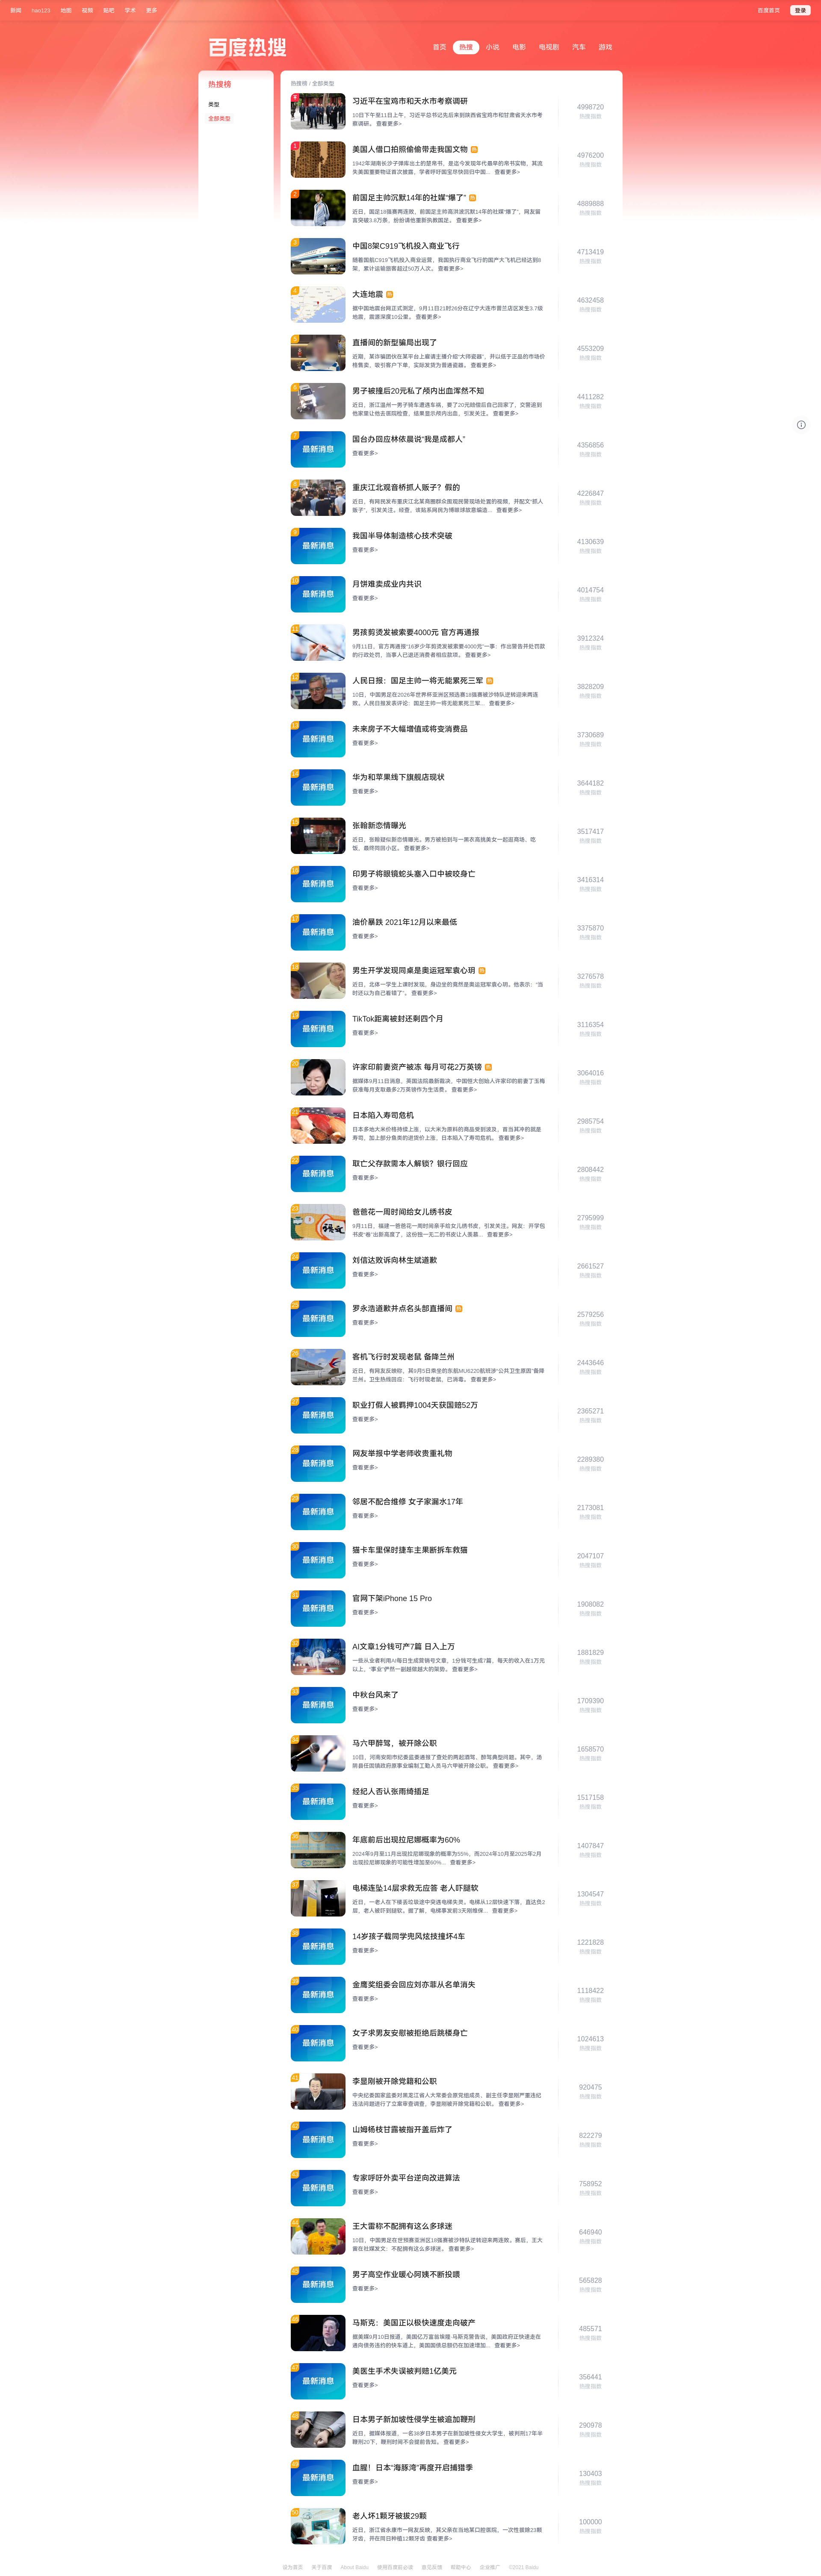 新闻 hao123 地图 视频 贴吧 学术 更多
百度首页 登录
百度热搜
首页 热搜 小说 电影 电视剧 汽车 游戏
热搜榜
类型
全部类型
热搜榜 / 全部类型
习近平在宝鸡市和天水市考察调研
10日下午至11日上午，习近平总书记先后来到陕西省宝鸡市和甘肃省天水市考
察调研。 查看更多>
4998720
热搜指数
1
美国人借口拍照偷偷带走我国文物 热
1942年湖南长沙子弹库出土的楚帛书，是迄今发现年代最早的帛书实物，其流
失美国重要物证首次披露，学者呼吁国宝尽快回归中国... 查看更多>
4976200
热搜指数
2
前国足主帅沉默14年的社媒“爆了” 热
近日，国足18强赛两连败，前国足主帅高洪波沉默14年的社媒“爆了”，网友留
言突破3.8万条，纷纷请他重新执教国足。 查看更多>
4889888
热搜指数
3
中国8架C919飞机投入商业飞行
随着国航C919飞机投入商业运营，我国执行商业飞行的国产大飞机已经达到8
架，累计运输旅客超过50万人次。 查看更多>
4713419
热搜指数
4
大连地震 热
据中国地震台网正式测定，9月11日21时26分在辽宁大连市普兰店区发生3.7级
地震，震源深度10公里。 查看更多>
4632458
热搜指数
5
直播间的新型骗局出现了
近期，某诈骗团伙在某平台上雇请主播介绍“大师瓷器”，并以低于正品的市场价
格售卖，吸引客户下单，实际发货为普通瓷器。 查看更多>
4553209
热搜指数
6
男子被撞后20元私了颅内出血浑然不知
近日，浙江温州一男子骑车遭遇车祸，要了20元赔偿后自己回家了，交警追到
他家里让他去医院检查，结果显示颅内出血，引发关注。 查看更多>
4411282
热搜指数
7
最新消息
国台办回应林依晨说“我是成都人”
查看更多>
4356856
热搜指数
8
重庆江北观音桥抓人贩子？假的
近日，有网民发布重庆江北某商圈群众围观民警现场处置的视频，并配文“抓人
贩子”，引发关注。经查，该贴系网民为博眼球故意编造... 查看更多>
4226847
热搜指数
9
最新消息
我国半导体制造核心技术突破
查看更多>
4130639
热搜指数
10
最新消息
月饼难卖成业内共识
查看更多>
4014754
热搜指数
11
男孩剪烫发被索要4000元 官方再通报
9月11日，官方再通报“16岁少年剪烫发被索要4000元”一事：作出警告并处罚款
的行政处罚，当事人已退还消费者相应款项。 查看更多>
3912324
热搜指数
12
人民日报：国足主帅一将无能累死三军 热
10日，中国男足在2026年世界杯亚洲区预选赛18强赛被沙特队逆转迎来两连
败。人民日报发表评论：国足主帅一将无能累死三军... 查看更多>
3828209
热搜指数
13
最新消息
未来房子不大幅增值或将变消费品
查看更多>
3730689
热搜指数
14
最新消息
华为和苹果线下旗舰店现状
查看更多>
3644182
热搜指数
15
张翰新恋情曝光
近日，张翰疑似新恋情曝光。男方被拍到与一黑衣高挑美女一起逛商场、吃
饭，最终同回小区。 查看更多>
3517417
热搜指数
16
最新消息
印男子将眼镜蛇头塞入口中被咬身亡
查看更多>
3416314
热搜指数
17
最新消息
油价暴跌 2021年12月以来最低
查看更多>
3375870
热搜指数
18
男生开学发现同桌是奥运冠军袁心玥 热
近日，北体一学生上课时发现，身边坐的竟然是奥运冠军袁心玥。他表示：“当
时还以为自己看错了”。 查看更多>
3276578
热搜指数
19
最新消息
TikTok距离被封还剩四个月
查看更多>
3116354
热搜指数
20
许家印前妻资产被冻 每月可花2万英镑 热
据媒体9月11日消息，英国法院最新裁决，中国恒大创始人许家印的前妻丁玉梅
获准每月支取最多2万英镑作为生活费。 查看更多>
3064016
热搜指数
21
日本陷入寿司危机
日本多地大米价格持续上涨，以大米为原料的商品受到波及，首当其冲的就是
寿司，加上部分鱼类的进货价上涨，日本陷入了寿司危机。 查看更多>
2985754
热搜指数
22
最新消息
取亡父存款需本人解锁？银行回应
查看更多>
2808442
热搜指数
23
爸爸花一周时间给女儿绣书皮
9月11日，福建一爸爸花一周时间亲手给女儿绣书皮，引发关注。网友：开学包
书皮“卷”出新高度了，这份独一无二的书皮让人羡慕... 查看更多>
2795999
热搜指数
24
最新消息
刘信达败诉向林生斌道歉
查看更多>
2661527
热搜指数
25
最新消息
罗永浩道歉并点名头部直播间 热
查看更多>
2579256
热搜指数
26
客机飞行时发现老鼠 备降兰州
近日，有网友反映称，其9月5日乘坐的东航MU6220航班涉“公共卫生原因”备降
兰州。卫生热线回应：飞行时现老鼠，已消毒。 查看更多>
2443646
热搜指数
27
最新消息
职业打假人被羁押1004天获国赔52万
查看更多>
2365271
热搜指数
28
最新消息
网友举报中学老师收贵重礼物
查看更多>
2289380
热搜指数
29
最新消息
邻居不配合维修 女子家漏水17年
查看更多>
2173081
热搜指数
30
最新消息
猫卡车里保时捷车主果断拆车救猫
查看更多>
2047107
热搜指数
31
最新消息
官网下架iPhone 15 Pro
查看更多>
1908082
热搜指数
32
AI文章1分钱可产7篇 日入上万
一些从业者利用AI每日生成营销号文章，1分钱可生成7篇，每天的收入在1万元
以上，“事业”俨然一副越做越大的架势。 查看更多>
1881829
热搜指数
33
最新消息
中秋台风来了
查看更多>
1709390
热搜指数
34
马六甲醉驾，被开除公职
10日，河南安阳市纪委监委通报了查处的两起酒驾、醉驾典型问题。其中，汤
阴县任固镇政府原事业编制工勤人员马六甲被开除公职。 查看更多>
1658570
热搜指数
35
最新消息
经纪人否认张雨绮插足
查看更多>
1517158
热搜指数
36
年底前后出现拉尼娜概率为60%
2024年9月至11月出现拉尼娜现象的概率为55%，而2024年10月至2025年2月
出现拉尼娜现象的可能性增加至60%... 查看更多>
1407847
热搜指数
37
电梯连坠14层求救无应答 老人吓腿软
近日，一老人在下楼丢垃圾途中突遇电梯失灵。电梯从12层快速下落，直达负2
层，老人被吓到腿软。据了解，电梯事发前3天刚维保... 查看更多>
1304547
热搜指数
38
最新消息
14岁孩子载同学兜风炫技撞坏4车
查看更多>
1221828
热搜指数
39
最新消息
金鹰奖组委会回应刘亦菲从名单消失
查看更多>
1118422
热搜指数
40
最新消息
女子求男友安慰被拒绝后跳楼身亡
查看更多>
1024613
热搜指数
41
李显刚被开除党籍和公职
中央纪委国家监委对黑龙江省人大常委会原党组成员、副主任李显刚严重违纪
违法问题进行了立案审查调查，李显刚被开除党籍和公职。 查看更多>
920475
热搜指数
42
最新消息
山姆杨枝甘露被指开盖后炸了
查看更多>
822279
热搜指数
43
最新消息
专家呼吁外卖平台逆向改进算法
查看更多>
758952
热搜指数
44
王大雷称不配拥有这么多球迷
10日，中国男足在世预赛亚洲区18强赛被沙特队逆转迎来两连败。赛后，王大
雷在社媒发文：不配拥有这么多球迷。 查看更多>
646940
热搜指数
45
最新消息
男子高空作业暖心阿姨不断投喂
查看更多>
565828
热搜指数
46
马斯克：美国正以极快速度走向破产
据美媒9月10日报道，美国亿万富翁埃隆·马斯克警告说，美国政府正快速走在
通向债务违约的快车道上，美国国债总额仍在加速增加... 查看更多>
485571
热搜指数
47
最新消息
美医生手术失误被判赔1亿美元
查看更多>
356441
热搜指数
48
日本男子新加坡性侵学生被追加鞭刑
近日，据媒体报道，一名38岁日本男子在新加坡性侵女大学生，被判刑17年半
鞭刑20下，鞭刑时间不会提前告知。 查看更多>
290978
热搜指数
49
最新消息
血腥！日本“海豚湾”再度开启捕猎季
查看更多>
130403
热搜指数
50
老人坏1颗牙被拔29颗
近日，浙江省永康市一网友反映，其父亲在当地某口腔医院，一次性拔除23颗
牙齿，并在同日种植12颗牙齿 查看更多>
100000
热搜指数
设为首页 关于百度 About Baidu 使用百度前必读 意见反馈 帮助中心 企业推广 ©2021 Baidu